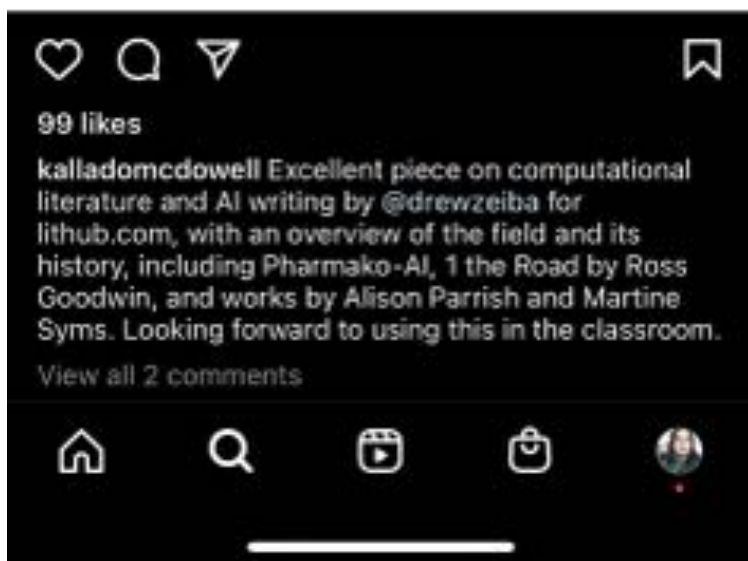 99 likes
kalladomcdowell Excellent piece on computational
literature and AI writing by @drewzeiba for
lithub.com, with an overview of the field and its
history, including Pharmako-AI, 1 the Road by Ross
Goodwin, and works by Alison Parrish and Martine
Syms. Looking forward to using this in the classroom.
View all 2 comments